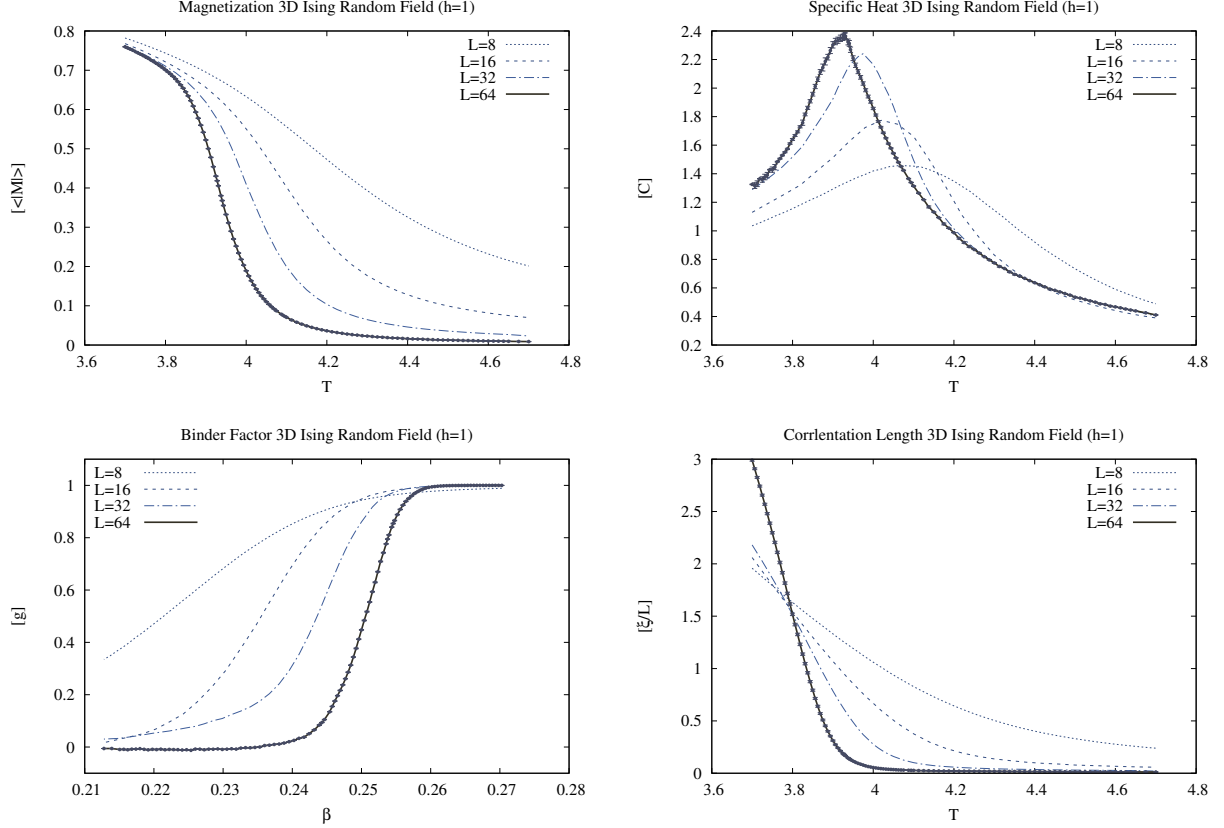 Magnetization 3D Ising Random Field (h=1)
0.8
0.7
0.6
0.5
0.4
0.3
0.2
0.1
0
[<|M|>]
3.6 3.8 4 4.2 4.4 4.6 4.8
T
L=8
L=16
L=32
L=64
Specific Heat 3D Ising Random Field (h=1)
2.4
2.2
2
1.8
1.6
1.4
1.2
1
0.8
0.6
0.4
0.2
[C]
3.6 3.8 4 4.2 4.4 4.6 4.8
T
L=8
L=16
L=32
L=64
Binder Factor 3D Ising Random Field (h=1)
1
0.8
0.6
0.4
0.2
0
[g]
0.21 0.22 0.23 0.24 0.25 0.26 0.27 0.28
β
L=8
L=16
L=32
L=64
Corrlentation Length 3D Ising Random Field (h=1)
3
2.5
2
1.5
1
0.5
0
[ξ/L]
3.6 3.8 4 4.2 4.4 4.6 4.8
T
L=8
L=16
L=32
L=64